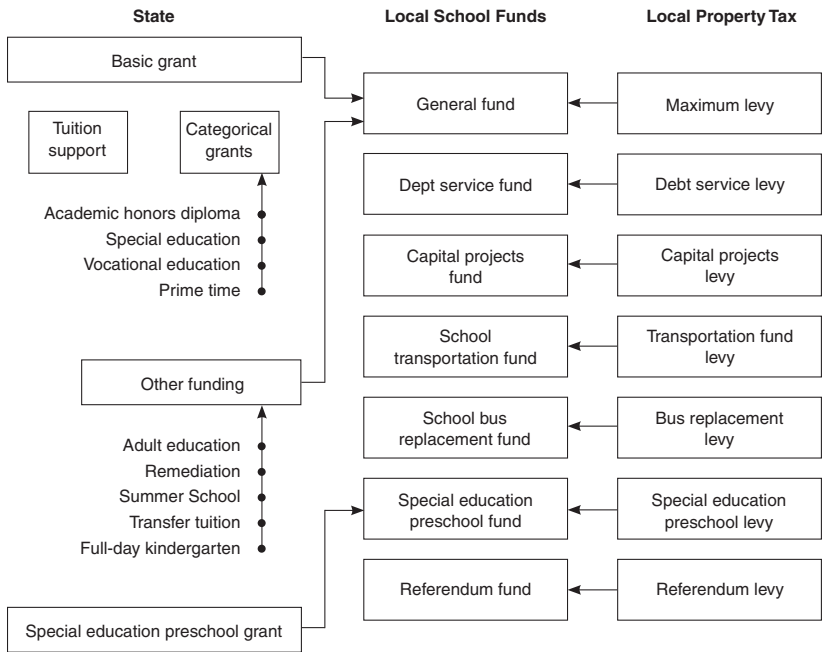 State
Local School Funds
Local Property Tax
Basic grant
General fund
Maximum levy
Tuition
support
Categorical
grants
Dept service fund
Debt service levy
Academic honors diploma
Special education
Vocational education
Prime time
Capital projects
fund
Capital projects
levy
School
transportation fund
Transportation fund
levy
Other funding
School bus
replacement fund
Bus replacement
levy
Adult education
Remediation
Summer School
Transfer tuition
Full-day kindergarten
Special education
preschool fund
Special education
preschool levy
Referendum fund
Referendum levy
Special education preschool grant